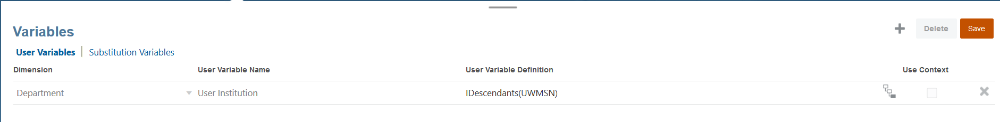 Variables
Delete
Save
User Variables
Substitution Variables
Dimension
User Variable Name
User Variable Definition
Use Context
Department
User Institution
IDescendants(UWMSN)